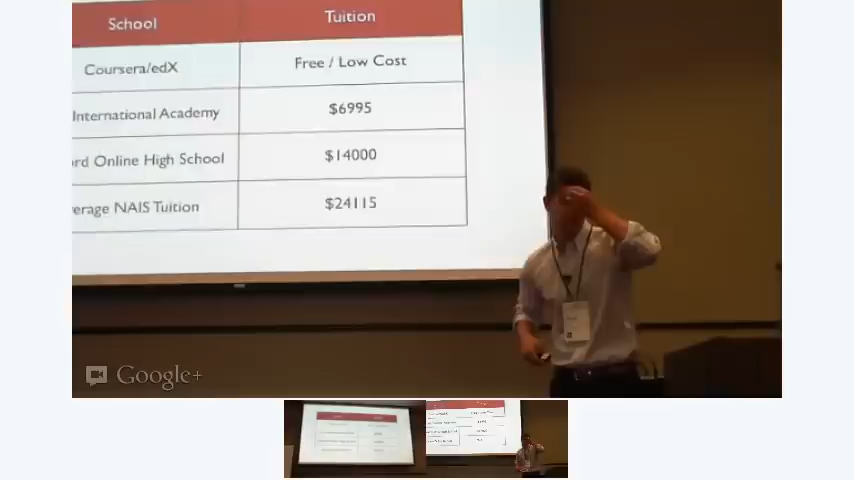 School Tuition
Coursera/edX Free / Low Cost
International Academy $6995
rd Online High School $14000
erage NAIS Tuition $24115
Google+